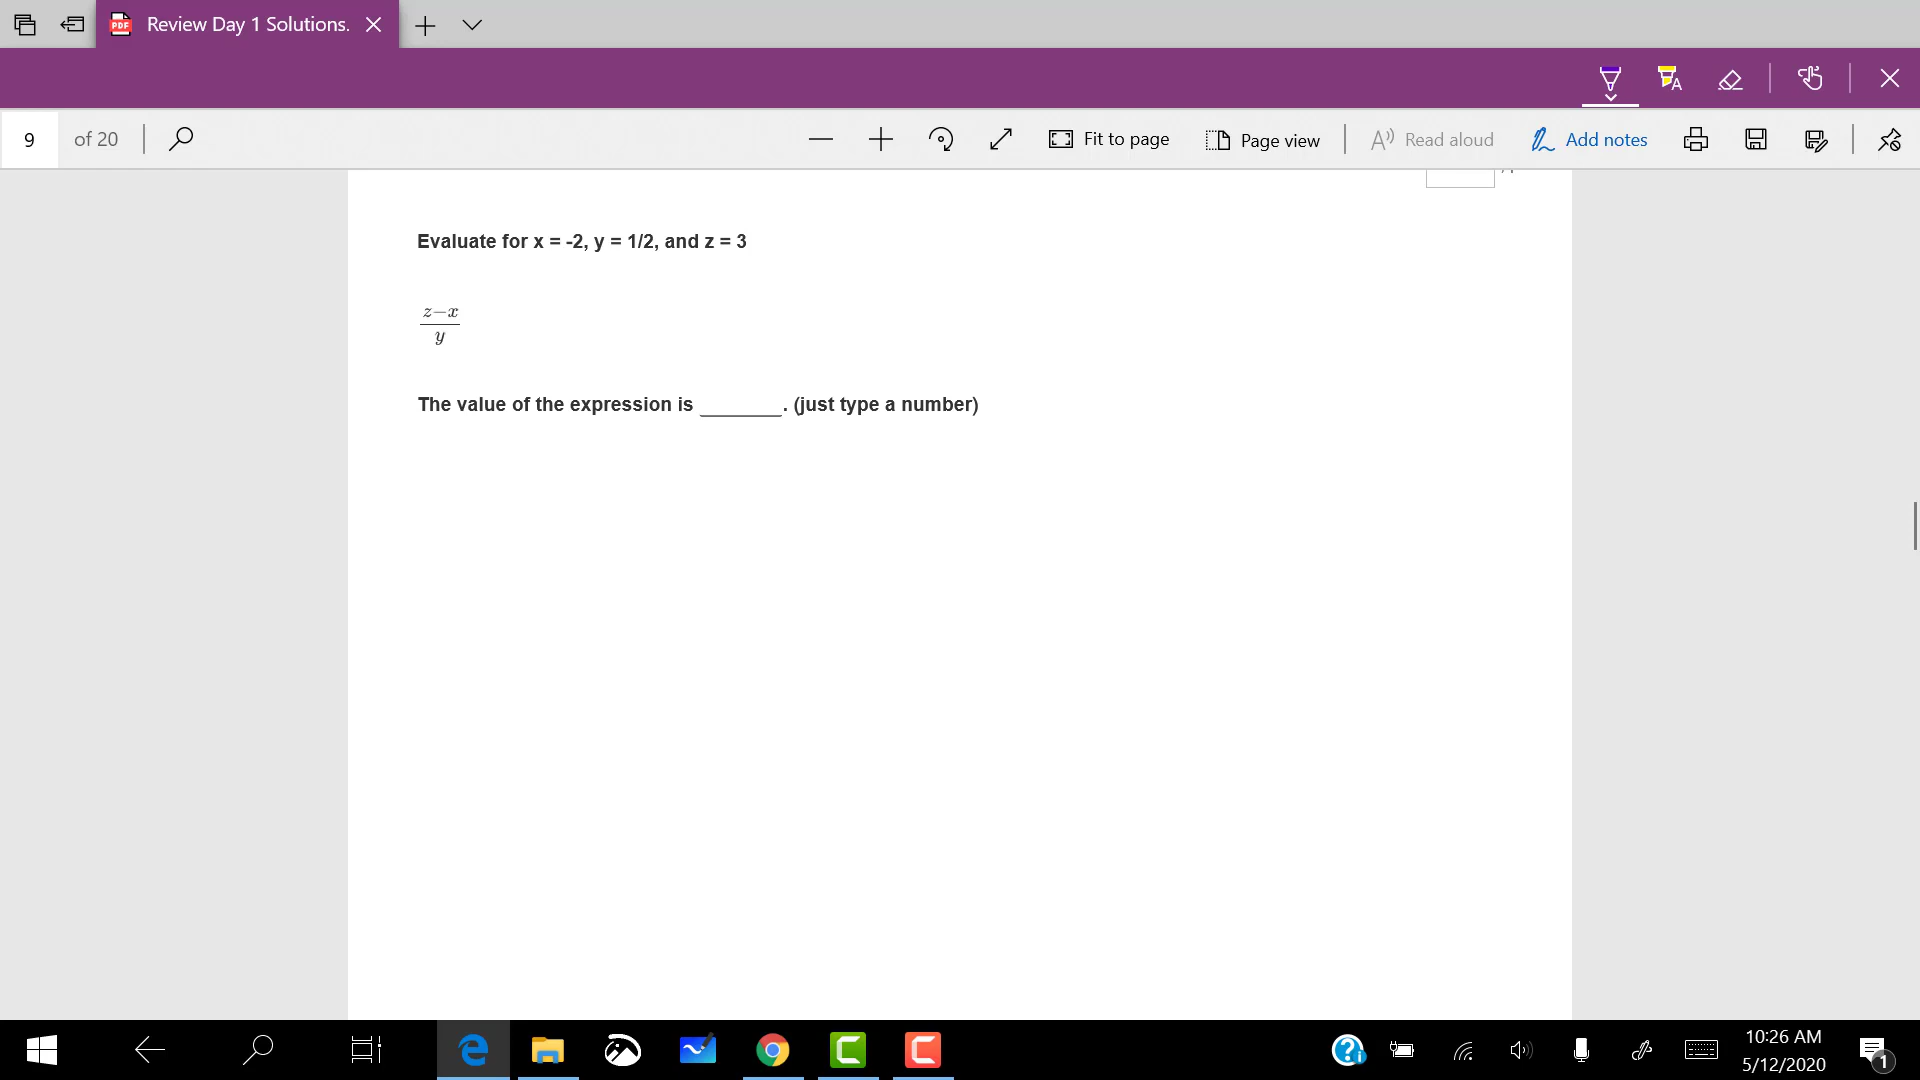 Review Day 1 Solutions.
9 of 20
Fit to page
Page view
Read aloud
Add notes
Evaluate for x = -2, y = 1/2, and z = 3
z−x
y
The value of the expression is ________. (just type a number)
10:26 AM
5/12/2020
1